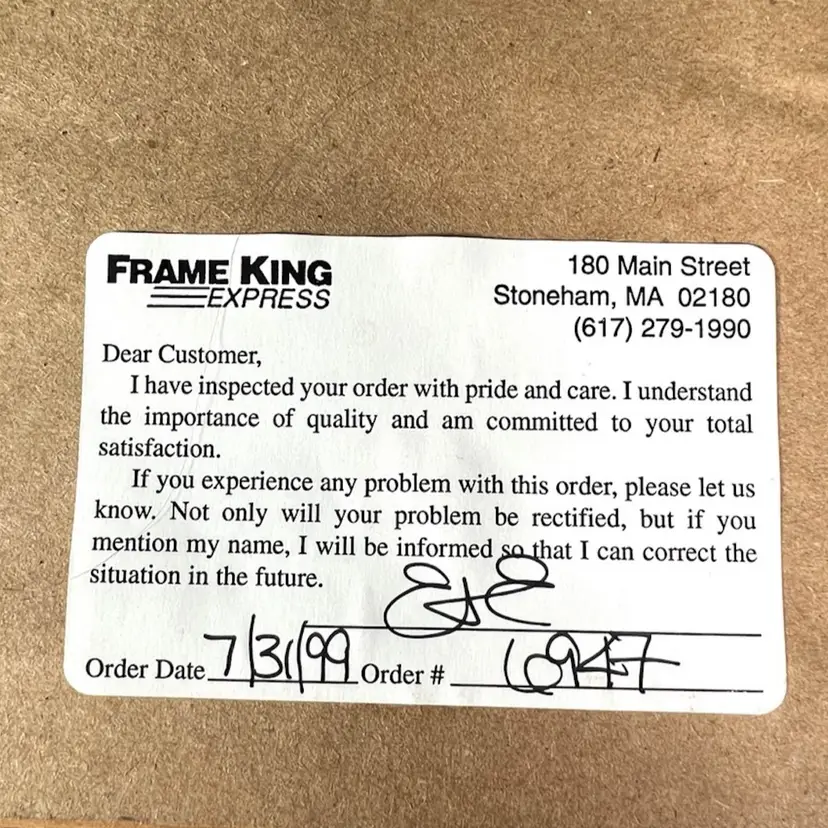 FRAME KING
EXPRESS
180 Main Street
Stoneham, MA 02180
(617) 279-1990
Dear Customer,
I have inspected your order with pride and care. I understand
the importance of quality and am committed to your total
satisfaction.
If you experience any problem with this order, please let us
know. Not only will your problem be rectified, but if you
mention my name, I will be informed so that I can correct the
situation in the future.
Order Date 7/31/99 Order # 6947